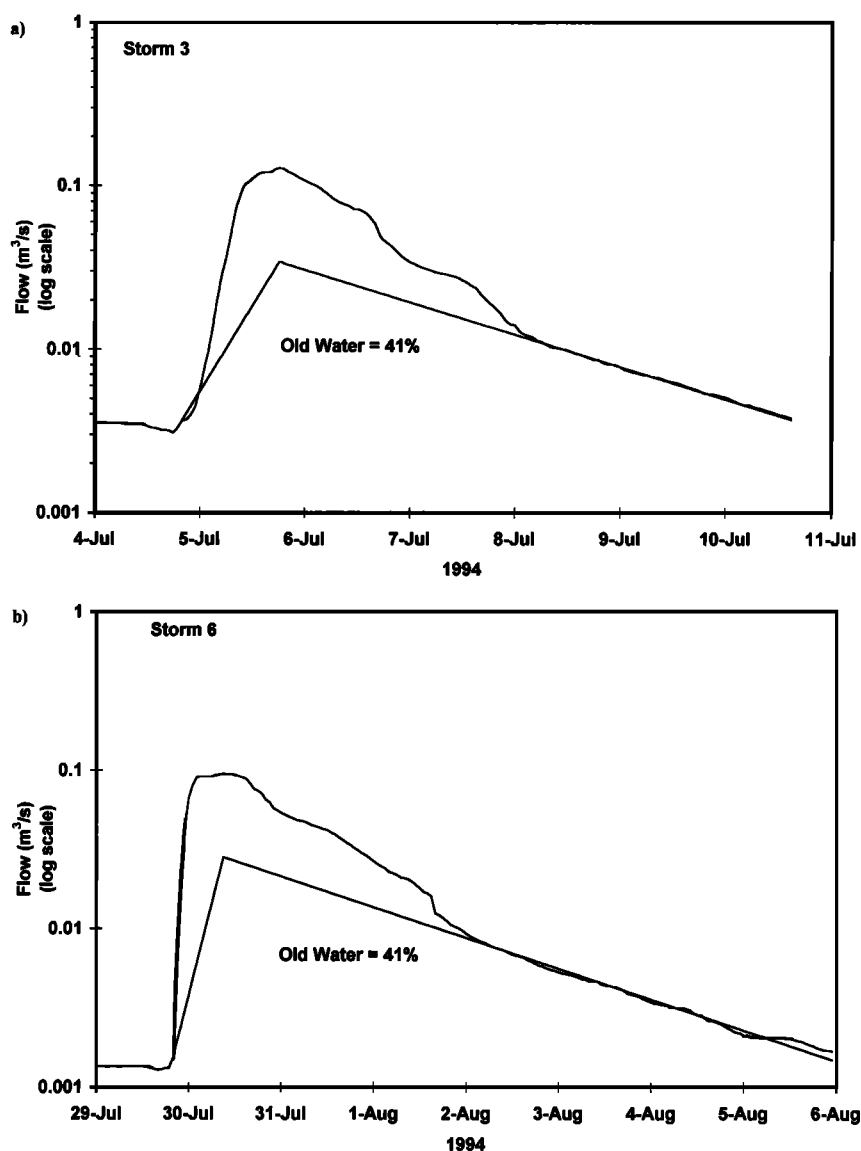 a)
Storm 3
1
0.1
0.01
0.001
Flow (m³/s)
(log scale)
Old Water = 41%
4-Jul 5-Jul 6-Jul 7-Jul 8-Jul 9-Jul 10-Jul 11-Jul
1994
b)
Storm 6
1
0.1
0.01
0.001
Flow (m³/s)
(log scale)
Old Water = 41%
29-Jul 30-Jul 31-Jul 1-Aug 2-Aug 3-Aug 4-Aug 5-Aug 6-Aug
1994